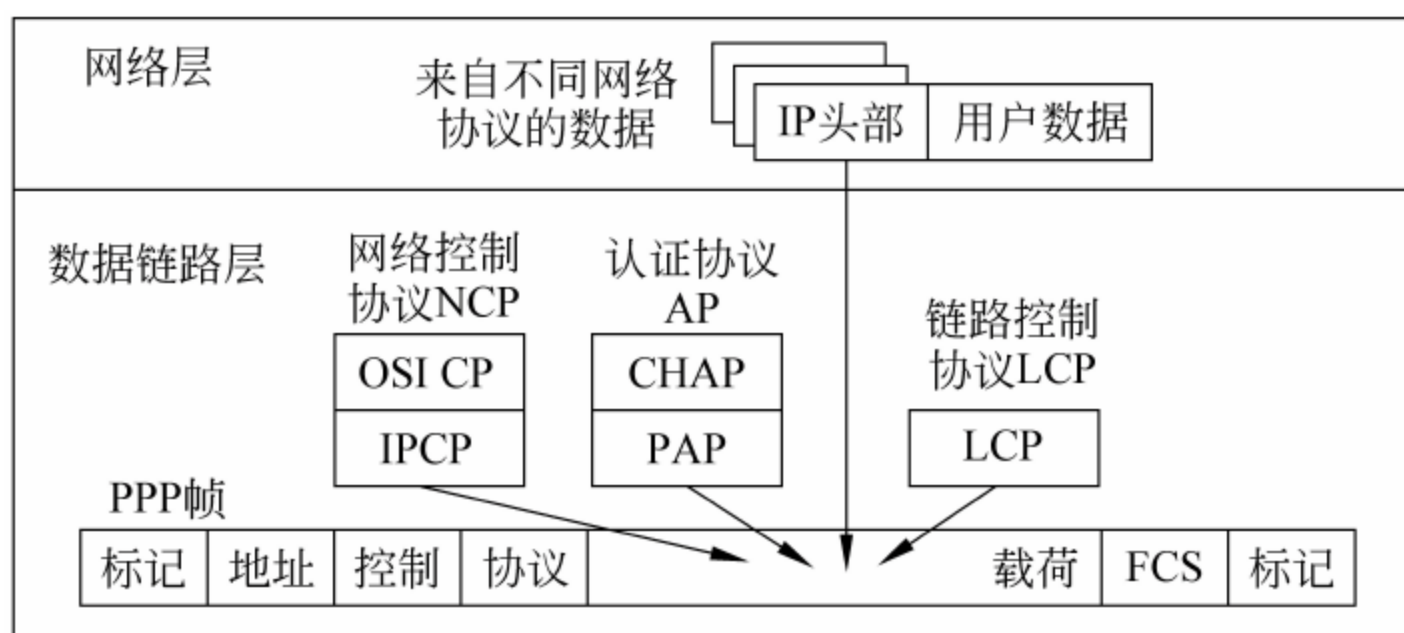 网络层
来自不同网络
协议的数据
IP头部
用户数据
数据链路层
网络控制
协议NCP
OSI CP
IPCP
认证协议
AP
CHAP
PAP
链路控制
协议LCP
LCP
PPP帧
标记
地址
控制
协议
载荷
FCS
标记